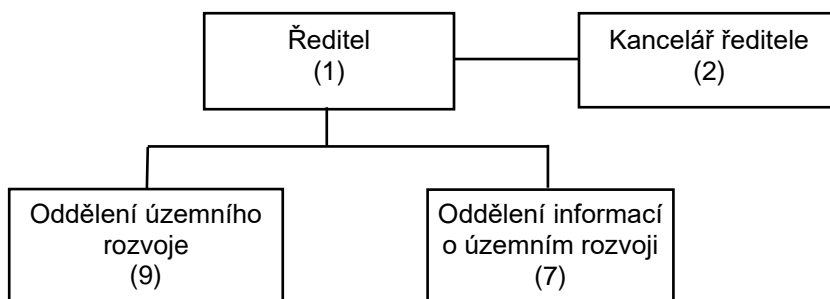 Ředitel
(1)
Kancelář ředitele
(2)
Oddělení územního
rozvoje
(9)
Oddělení informací
o územním rozvoji
(7)